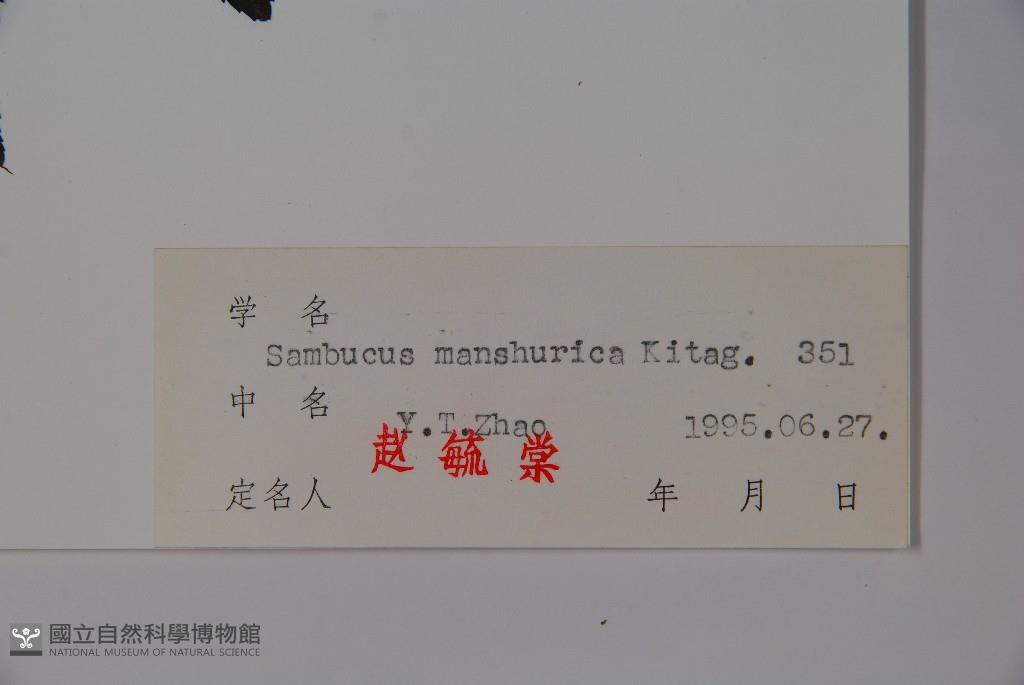 学 名
Sambucus manshurica Kitag. 351
中 名
Y.T.Zhao 1995.06.27.
赵毓棠
定名人 年 月 日
國立自然科學博物館
NATIONAL MUSEUM OF NATURAL SCIENCE